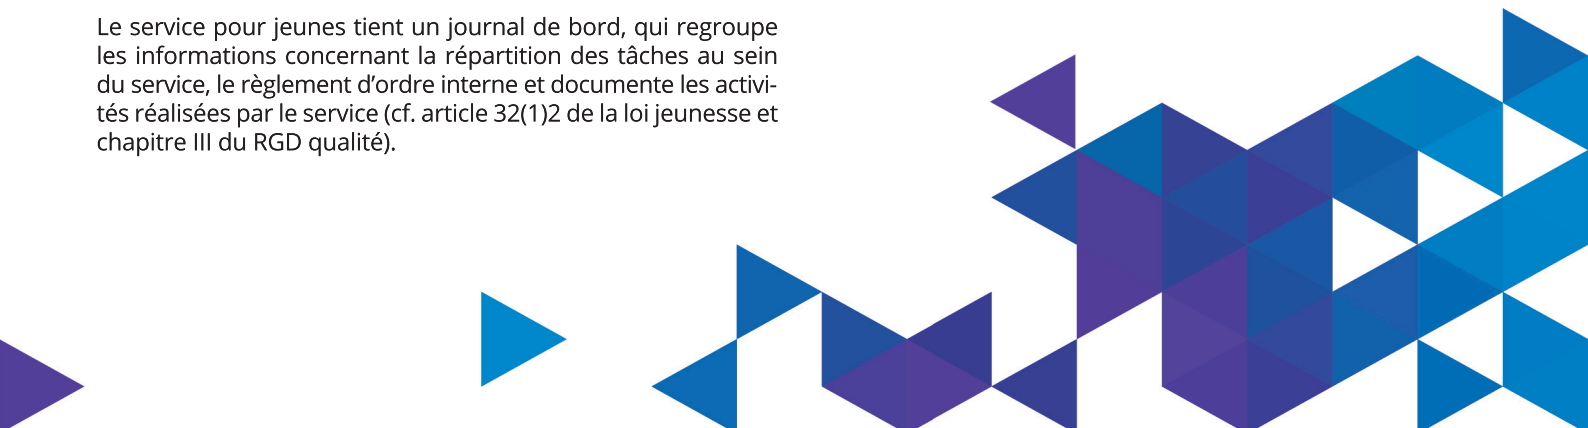 Le service pour jeunes tient un journal de bord, qui regroupe
les informations concernant la répartition des tâches au sein
du service, le règlement d’ordre interne et documente les activi-
tés réalisées par le service (cf. article 32(1)2 de la loi jeunesse et
chapitre III du RGD qualité).